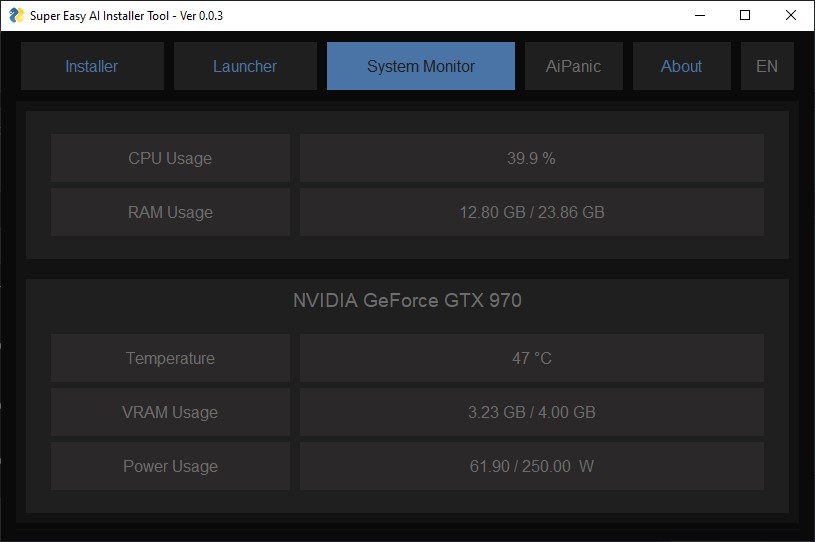 Super Easy AI Installer Tool - Ver 0.0.3
Installer Launcher System Monitor AiPanic About EN
CPU Usage 39.9 %
RAM Usage 12.80 GB / 23.86 GB
NVIDIA GeForce GTX 970
Temperature 47 °C
VRAM Usage 3.23 GB / 4.00 GB
Power Usage 61.90 / 250.00 W